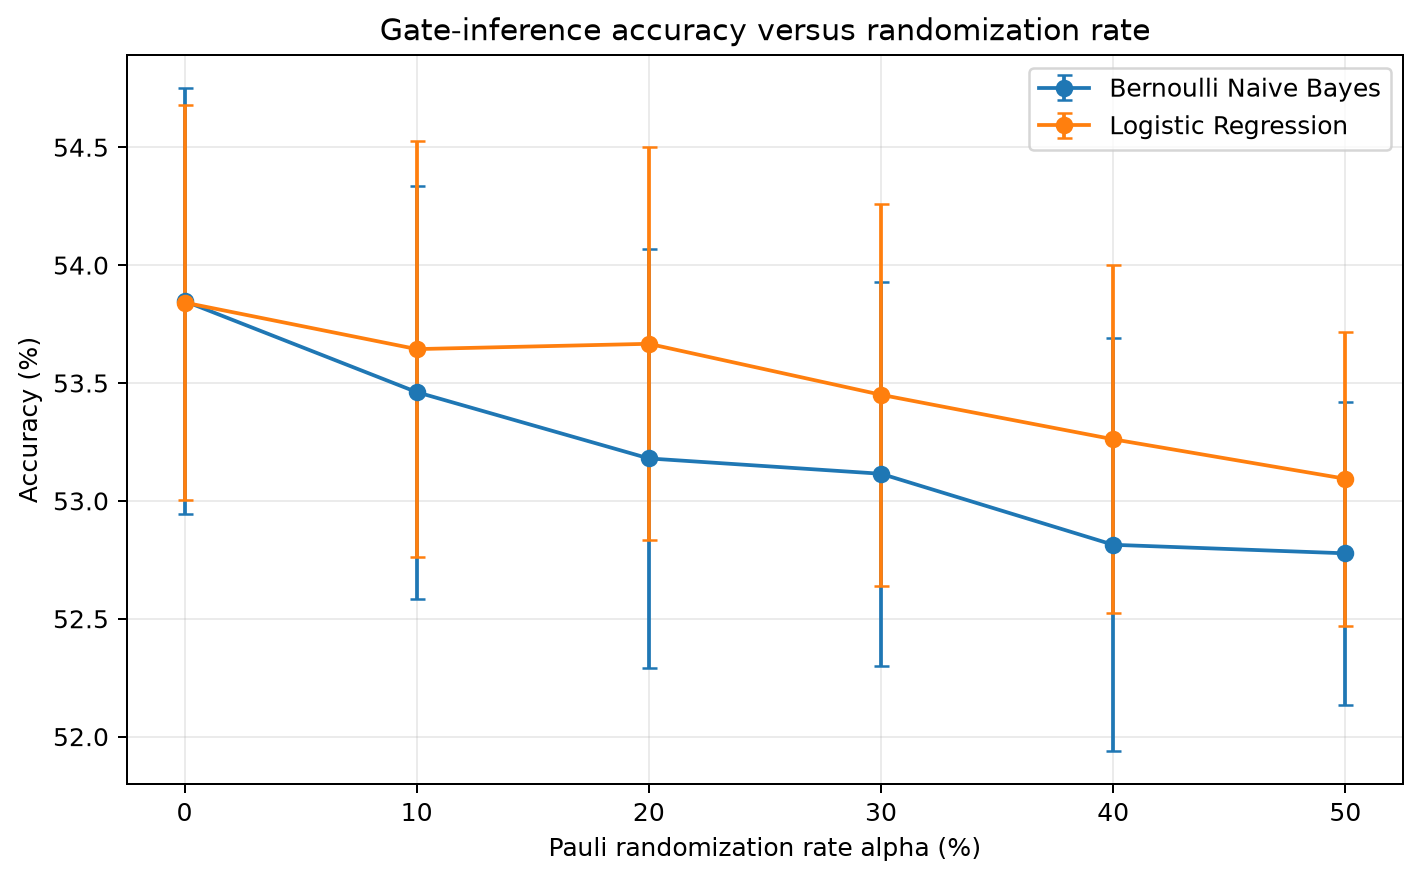 Gate-inference accuracy versus randomization rate
Bernoulli Naive Bayes
Logistic Regression
Accuracy (%)
54.5
54.0
53.5
53.0
52.5
52.0
0 10 20 30 40 50
Pauli randomization rate alpha (%)